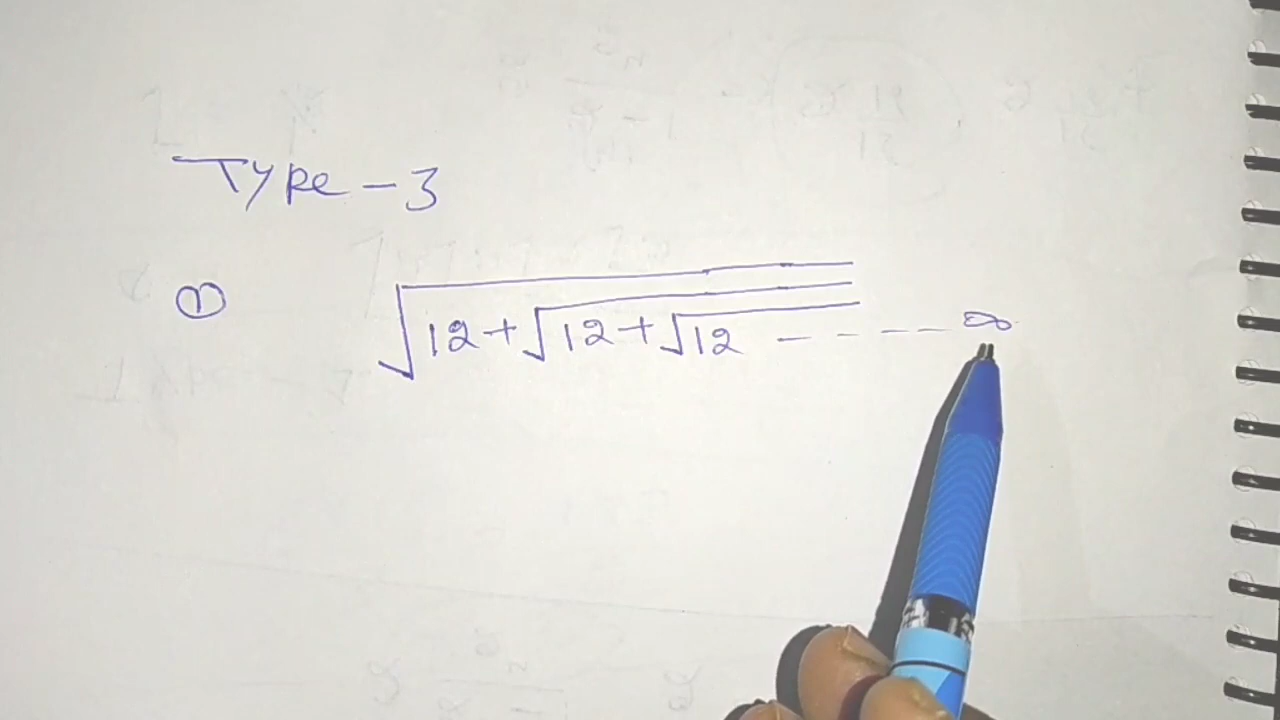 Type-3
① √12+√12+√12 - - - - ∞